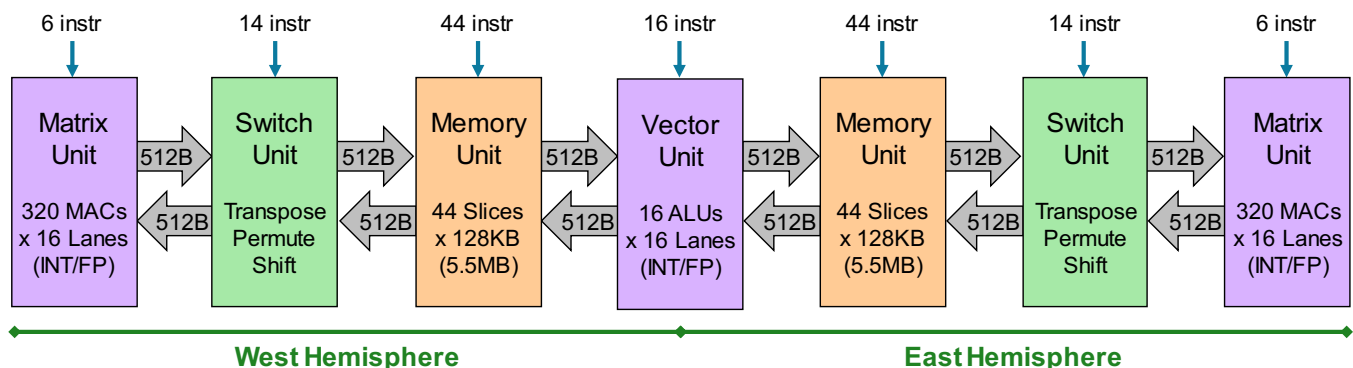 6 instr
14 instr
44 instr
16 instr
44 instr
14 instr
6 instr
Matrix
Unit
320 MACs
x 16 Lanes
(INT/FP)
512B
512B
Switch
Unit
Transpose
Permute
Shift
512B
512B
Memory
Unit
44 Slices
x 128KB
(5.5MB)
512B
512B
Vector
Unit
16 ALUs
x 16 Lanes
(INT/FP)
512B
512B
Memory
Unit
44 Slices
x 128KB
(5.5MB)
512B
512B
Switch
Unit
Transpose
Permute
Shift
512B
512B
Matrix
Unit
320 MACs
x 16 Lanes
(INT/FP)
West Hemisphere
East Hemisphere